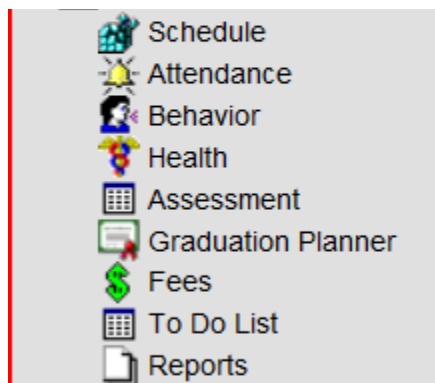 Schedule
Attendance
Behavior
Health
Assessment
Graduation Planner
Fees
To Do List
Reports